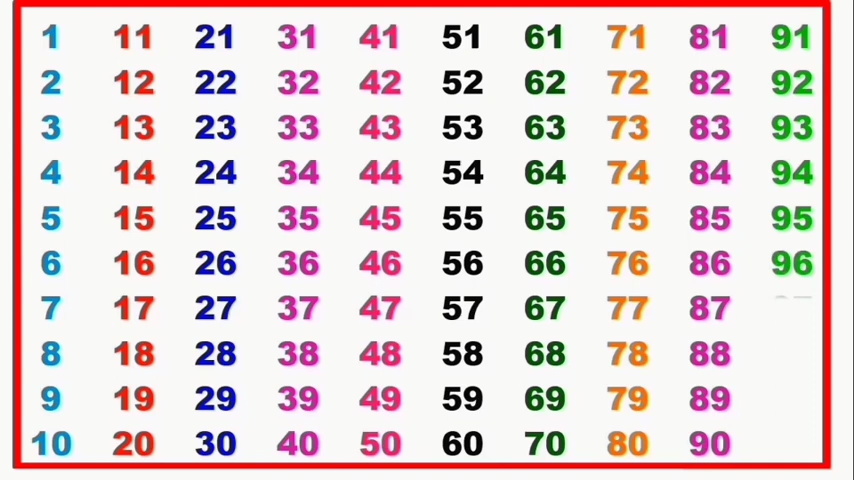 1 11 21 31 41 51 61 71 81 91
2 12 22 32 42 52 62 72 82 92
3 13 23 33 43 53 63 73 83 93
4 14 24 34 44 54 64 74 84 94
5 15 25 35 45 55 65 75 85 95
6 16 26 36 46 56 66 76 86 96
7 17 27 37 47 57 67 77 87
8 18 28 38 48 58 68 78 88
9 19 29 39 49 59 69 79 89
10 20 30 40 50 60 70 80 90